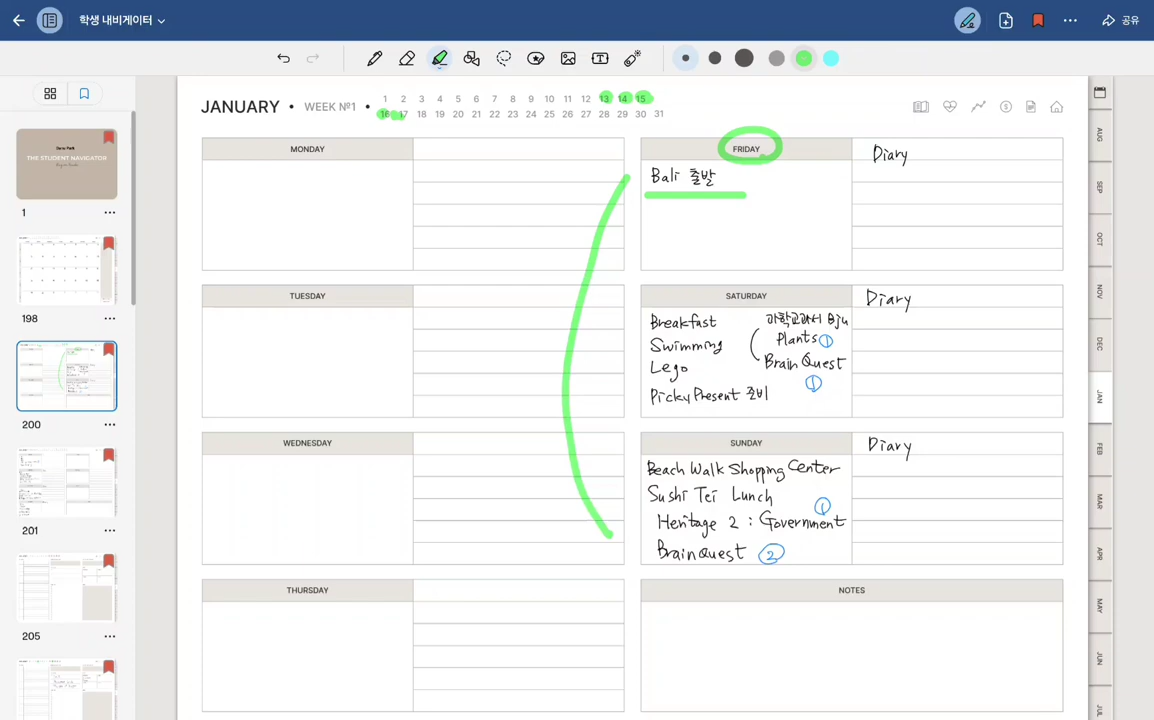 학생 내비게이터
공유
JANUARY • WEEK №1 •
1 2 3 4 5 6 7 8 9 10 11 12 13 14 15
16 17 18 19 20 21 22 23 24 25 26 27 28 29 30 31
MONDAY
TUESDAY
WEDNESDAY
THURSDAY
FRIDAY
Diary
Bali 출발
SATURDAY
Diary
Breakfast
Swimming
Lego
Picky Present 준비
과학교과서 Bju
Plants ①
Brain Quest
①
SUNDAY
Diary
Beach Walk Shopping Center
Sushi Tei Lunch
①
Heritage 2 : Government
BrainQuest ②
NOTES
AUG
SEP
OCT
NOV
DEC
JAN
FEB
MAR
APR
MAY
JUN
JUL
THE STUDENT NAVIGATOR
1
198
200
201
205